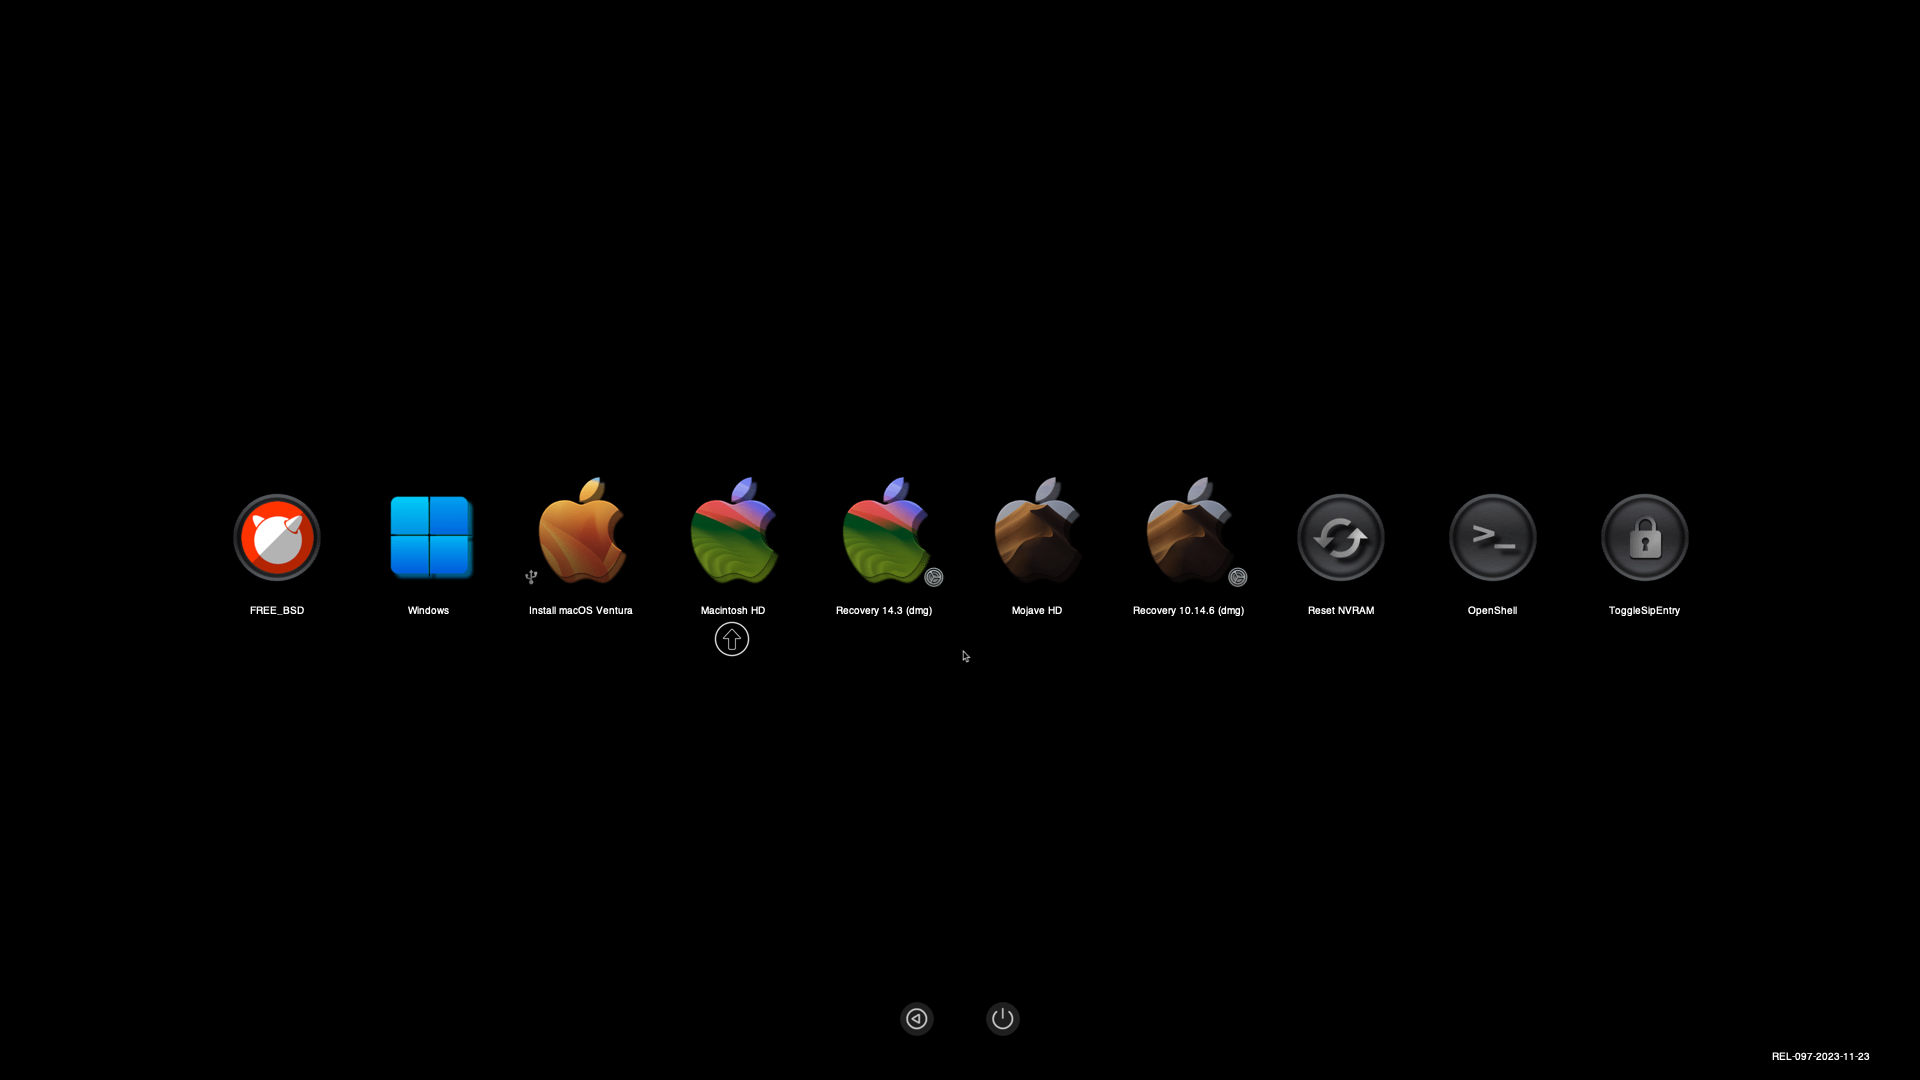 FREE_BSD
Windows
Install macOS Ventura
Macintosh HD
Recovery 14.3 (dmg)
Mojave HD
Recovery 10.14.6 (dmg)
Reset NVRAM
OpenShell
ToggleSipEntry
REL-097-2023-11-23